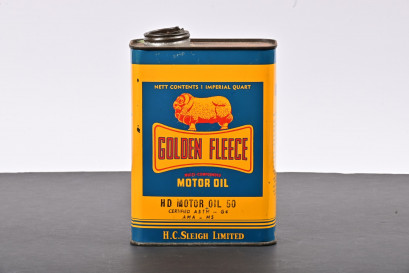 NETT CONTENTS 1 IMPERIAL QUART
GOLDEN FLEECE
MOTOR OIL
HD MOTOR OIL 50
H.C. SLEIGH LIMITED